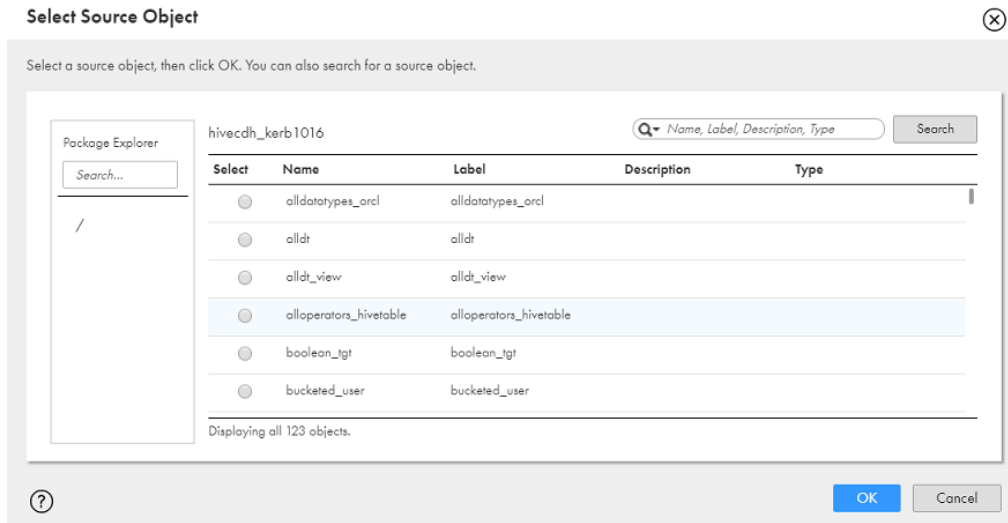 Select Source Object
Select a source object, then click OK. You can also search for a source object.
Package Explorer
Search...
/
hivecdh_kerb1016
Name, Label, Description, Type
Search
Select Name Label Description Type
alldatatypes_orcl alldatatypes_orcl
alldt alldt
alldt_view alldt_view
alloperators_hivetable alloperators_hivetable
boolean_tgt boolean_tgt
bucketed_user bucketed_user
Displaying all 123 objects.
?
OK Cancel